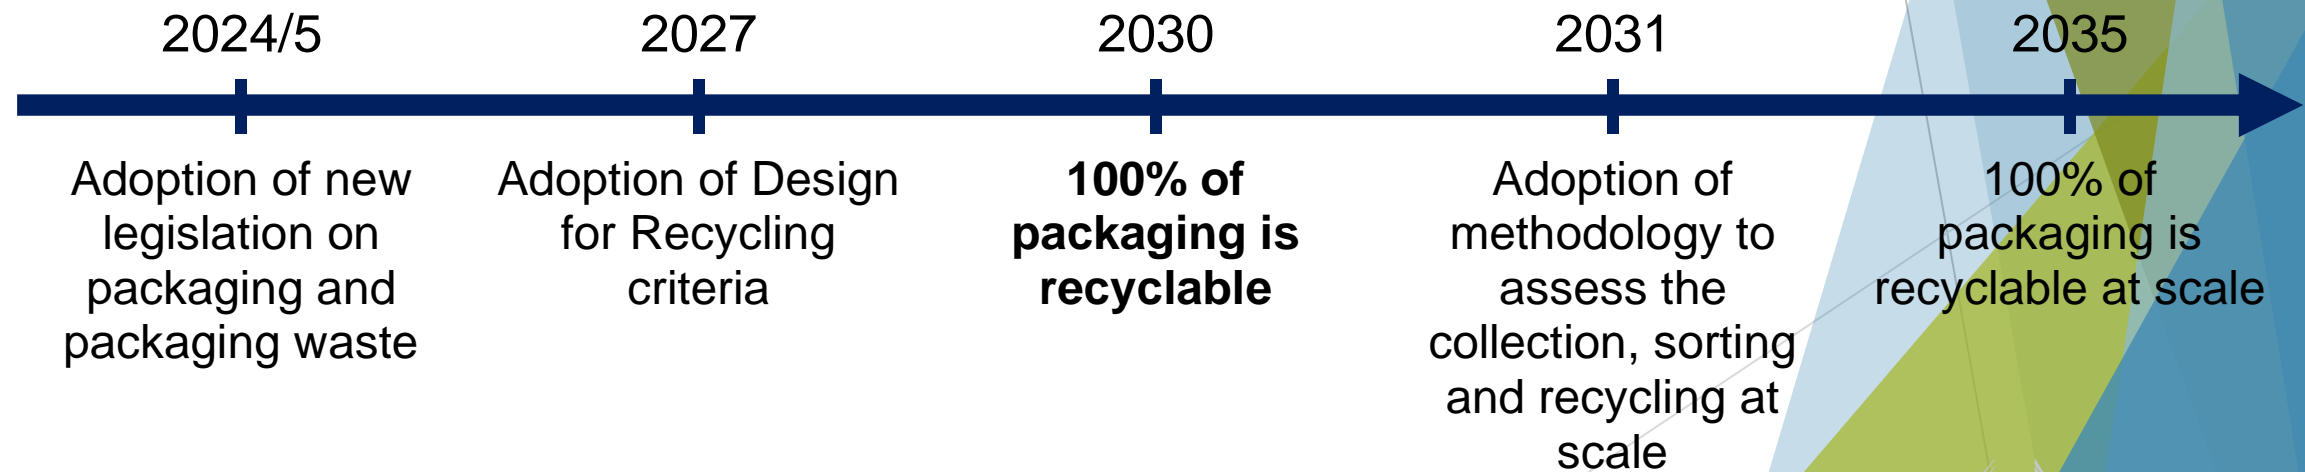 2024/5
Adoption of new
legislation on
packaging and
packaging waste
2027
Adoption of Design
for Recycling
criteria
2030
100% of
packaging is
recyclable
2031
Adoption of
methodology to
assess the
collection, sorting
and recycling at
scale
2035
100% of
packaging is
recyclable at scale